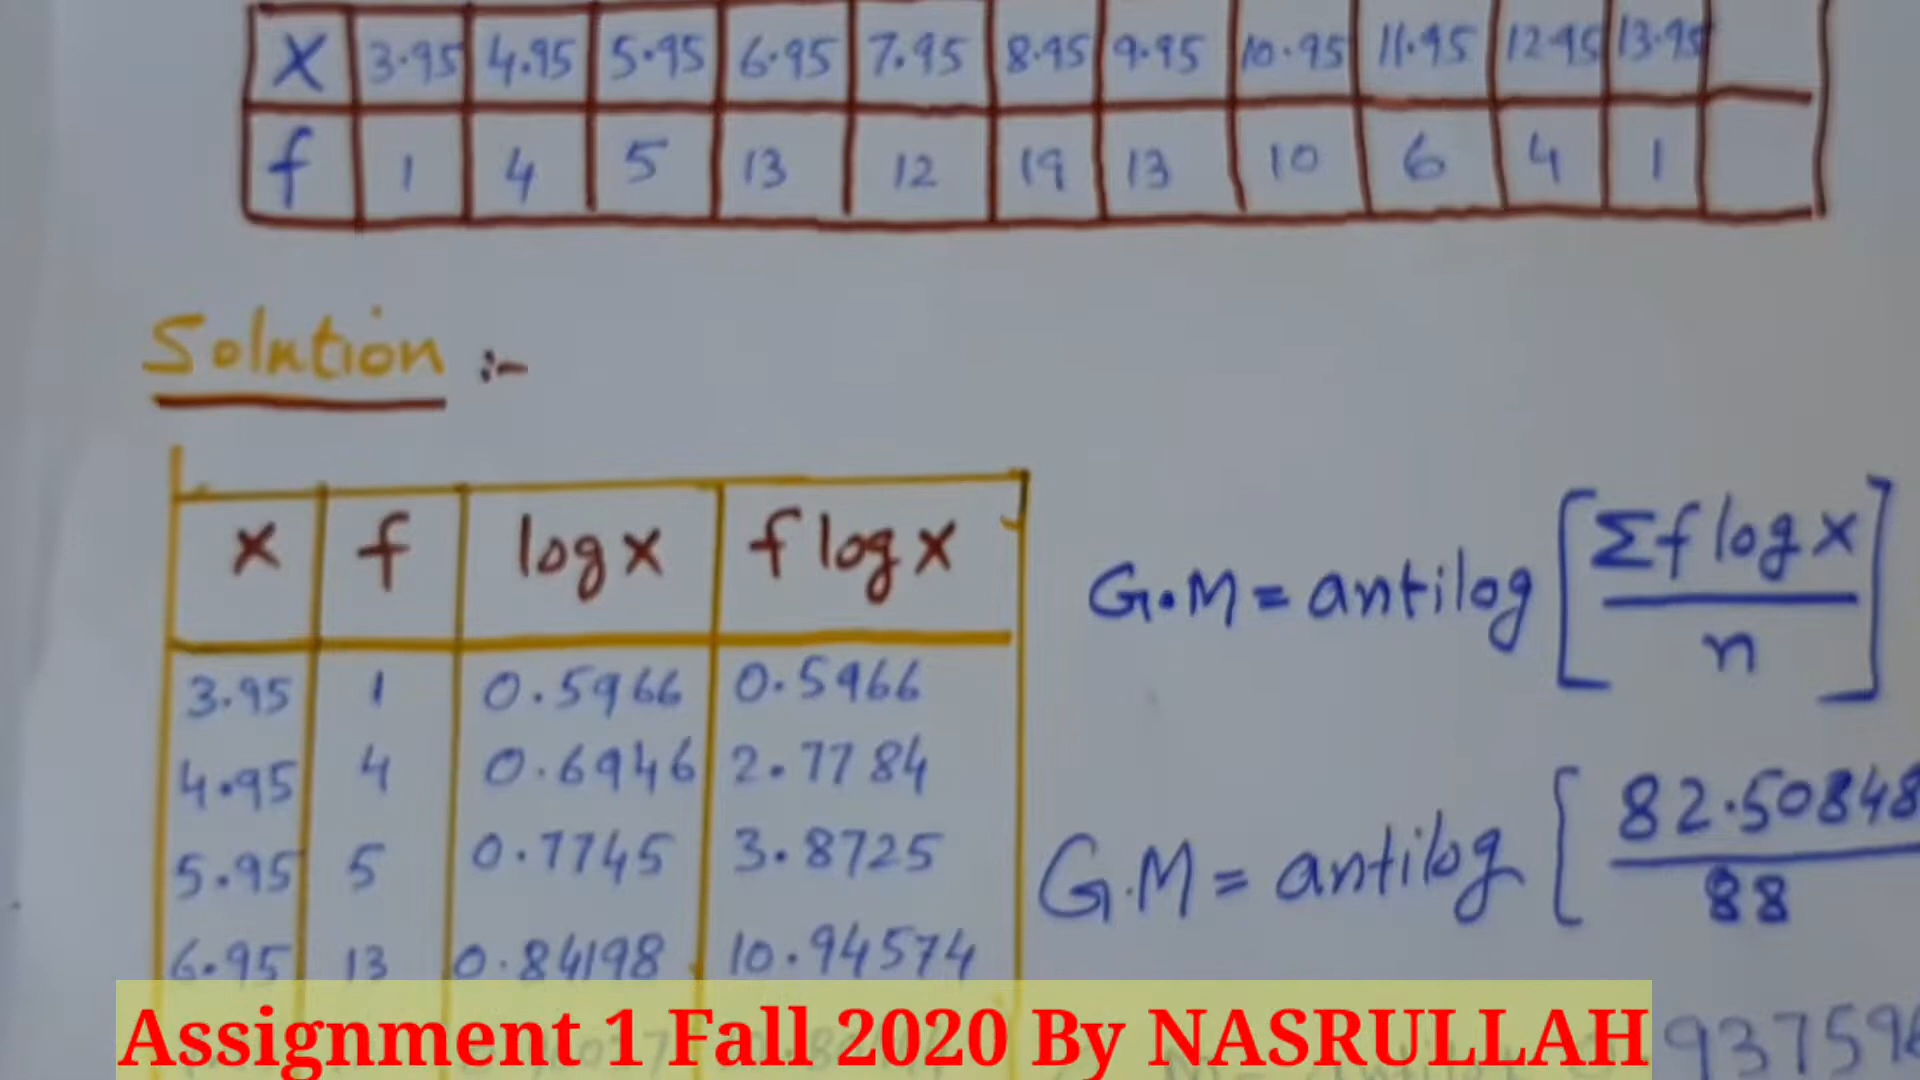 X 3.95 4.95 5.95 6.95 7.95 8.95 9.95 10.95 11.95 12.95 13.95
f 1 4 5 13 12 19 13 10 6 4 1
Solution :-
x f log x f log x
3.95 1 0.5966 0.5966
4.95 4 0.6946 2.7784
5.95 5 0.7745 3.8725
6.95 13 0.84198 10.94574
G.M = antilog [Σf log x / n]
G.M = antilog [ 82.50848 / 88
Assignment 1 Fall 2020 By NASRULLAH